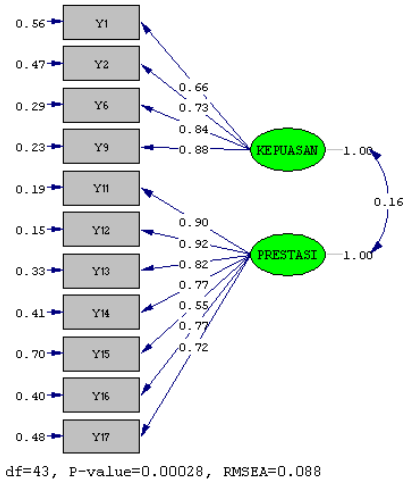 0.56 Y1
0.47 Y2
0.66
0.73
0.29 Y6
0.84
0.23 Y9
0.88 KEPUASAN 1.00
0.19 Y11
0.16
0.90
0.15 Y12
0.92
PRESTASI 1.00
0.33 Y13
0.82
0.77
0.41 Y14
0.55
0.77
0.72
0.70 Y15
0.40 Y16
0.48 Y17
df=43, P-value=0.00028, RMSEA=0.088